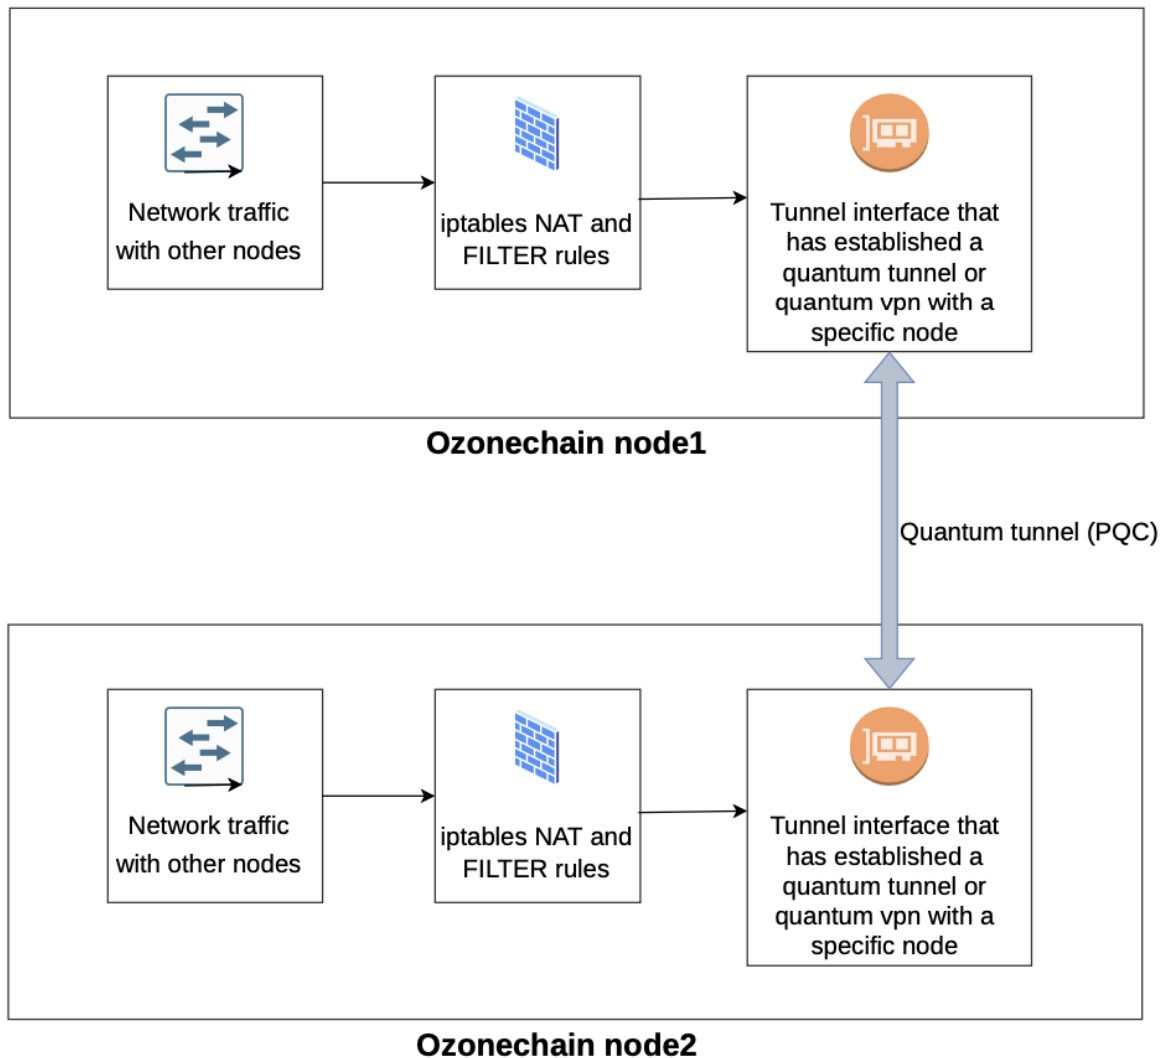 Network traffic
with other nodes
iptables NAT and
FILTER rules
Tunnel interface that
has established a
quantum tunnel or
quantum vpn with a
specific node
Ozonechain node1
Quantum tunnel (PQC)
Network traffic
with other nodes
iptables NAT and
FILTER rules
Tunnel interface that
has established a
quantum tunnel or
quantum vpn with a
specific node
Ozonechain node2